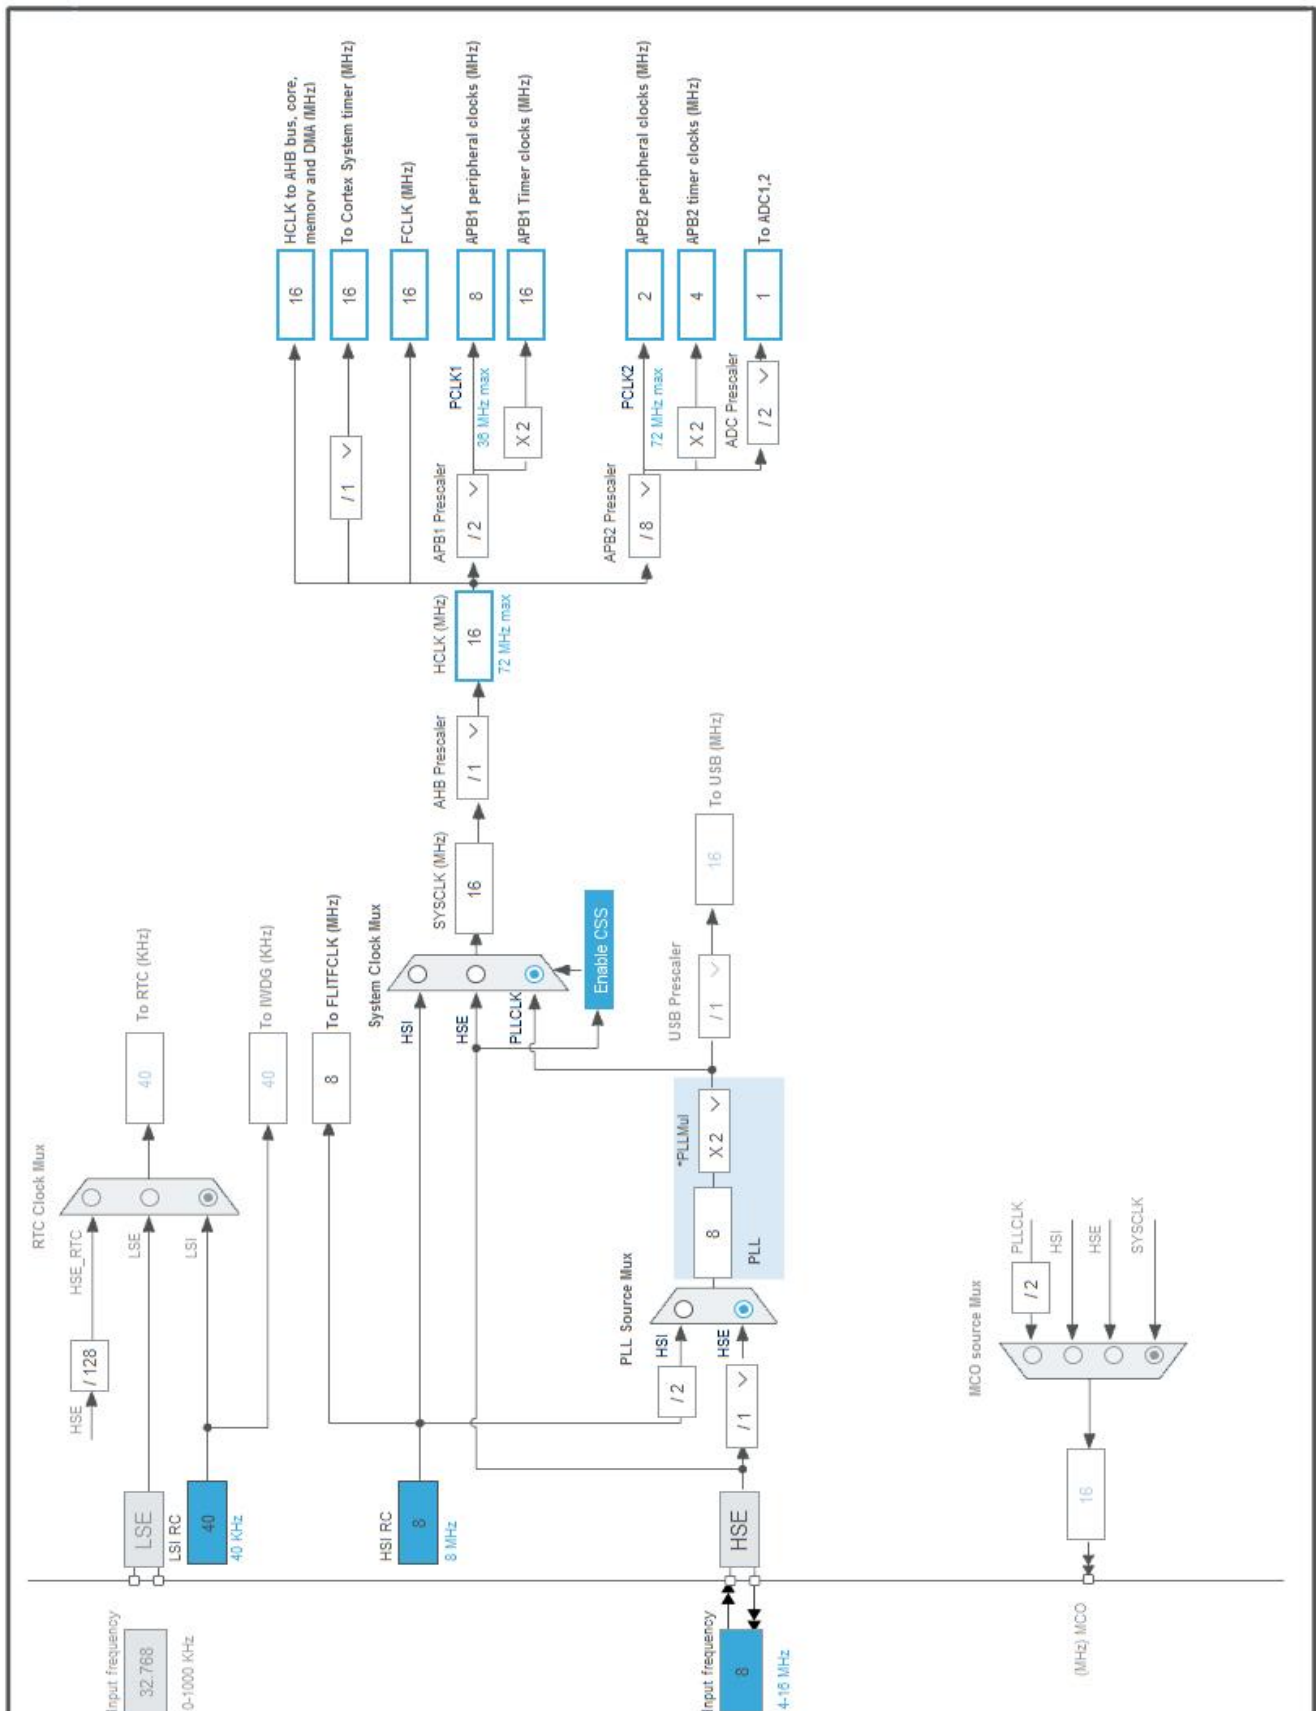 Input frequency
32.768
0-1000 KHz
LSE
HSE
/ 128
HSE_RTC
LSE
LSI
RTC Clock Mux
40
To RTC (KHz)
LSI RC
40
40 KHz
40
To IWDG (KHz)
8
To FLITFCLK (MHz)
HSI RC
8
8 MHz
System Clock Mux
HSI
HSE
PLLCLK
Enable CSS
SYSCLK (MHz)
16
AHB Prescaler
/ 1
HCLK (MHz)
16
72 MHz max
16
HCLK to AHB bus, core,
memory and DMA (MHz)
/ 1
16
To Cortex System timer (MHz)
16
FCLK (MHz)
APB1 Prescaler
/ 2
PCLK1
36 MHz max
8
APB1 peripheral clocks (MHz)
X 2
16
APB1 Timer clocks (MHz)
APB2 Prescaler
/ 8
PCLK2
72 MHz max
2
APB2 peripheral clocks (MHz)
X 2
4
APB2 timer clocks (MHz)
ADC Prescaler
/ 2
1
To ADC1,2
Input frequency
8
4-16 MHz
HSE
PLL Source Mux
/ 2
HSI
/ 1
HSE
8
*PLLMul
X 2
PLL
USB Prescaler
/ 1
16
To USB (MHz)
(MHz) MCO
16
MCO source Mux
/ 2
PLLCLK
HSI
HSE
SYSCLK